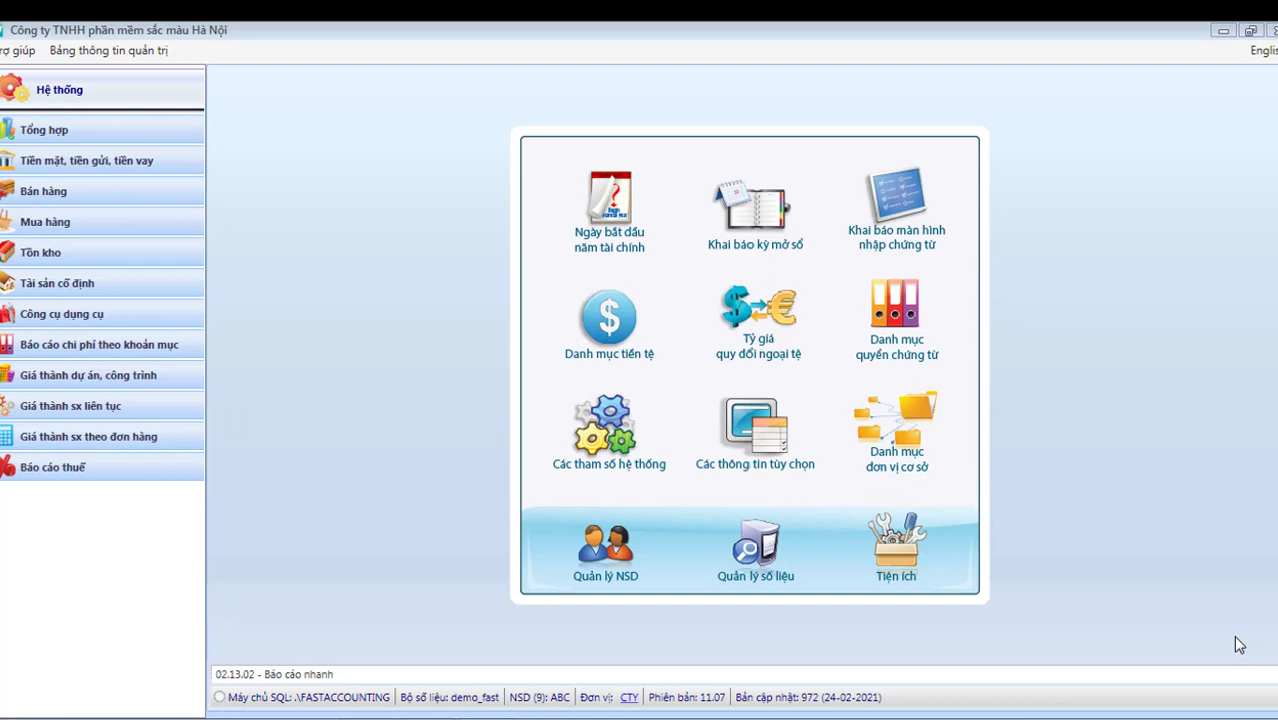 Công ty TNHH phần mềm sắc màu Hà Nội
rợ giúp Bảng thông tin quản trị
Englis
Hệ thống
Tổng hợp
Tiền mặt, tiền gửi, tiền vay
Bán hàng
Mua hàng
Tồn kho
Tài sản cố định
Công cụ dụng cụ
Báo cáo chi phí theo khoản mục
Giá thành dự án, công trình
Giá thành sx liên tục
Giá thành sx theo đơn hàng
Báo cáo thuế
Ngày bắt đầu
năm tài chính
Khai báo kỳ mở sổ
Khai báo màn hình
nhập chứng từ
Danh mục tiền tệ
Tỷ giá
quy đổi ngoại tệ
Danh mục
quyển chứng từ
Các tham số hệ thống
Các thông tin tùy chọn
Danh mục
đơn vị cơ sở
Quản lý NSD
Quản lý số liệu
Tiện ích
02.13.02 - Báo cáo nhanh
Máy chủ SQL: .\FASTACCOUNTING Bộ số liệu: demo_fast NSD (9): ABC Đơn vị: CTY Phiên bản: 11.07 Bản cập nhật: 972 (24-02-2021)